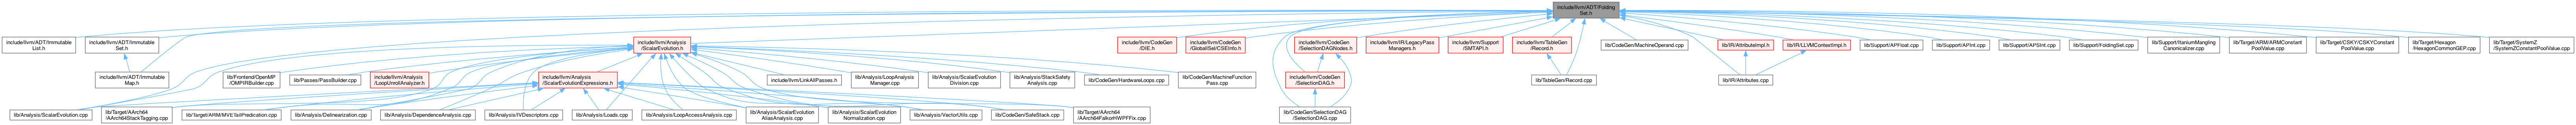 include/llvm/ADT/Folding
Set.h
include/llvm/ADT/Immutable
List.h
include/llvm/ADT/Immutable
Set.h
include/llvm/Analysis
/ScalarEvolution.h
include/llvm/CodeGen
/DIE.h
include/llvm/CodeGen
/GlobalISel/CSEInfo.h
include/llvm/CodeGen
/SelectionDAGNodes.h
include/llvm/IR/LegacyPass
Managers.h
include/llvm/Support
/SMTAPI.h
include/llvm/TableGen
/Record.h
lib/CodeGen/MachineOperand.cpp
lib/IR/AttributeImpl.h
lib/IR/LLVMContextImpl.h
lib/Support/APFloat.cpp
lib/Support/APInt.cpp
lib/Support/APSInt.cpp
lib/Support/FoldingSet.cpp
lib/Support/ItaniumMangling
Canonicalizer.cpp
lib/Target/ARM/ARMConstant
PoolValue.cpp
lib/Target/CSKY/CSKYConstant
PoolValue.cpp
lib/Target/Hexagon
/HexagonCommonGEP.cpp
lib/Target/SystemZ
/SystemZConstantPoolValue.cpp
include/llvm/ADT/Immutable
Map.h
lib/Frontend/OpenMP
/OMPIRBuilder.cpp
lib/Passes/PassBuilder.cpp
include/llvm/Analysis
/LoopUnrollAnalyzer.h
include/llvm/Analysis
/ScalarEvolutionExpressions.h
include/llvm/LinkAllPasses.h
lib/Analysis/LoopAnalysis
Manager.cpp
lib/Analysis/ScalarEvolution
Division.cpp
lib/Analysis/StackSafety
Analysis.cpp
lib/CodeGen/HardwareLoops.cpp
lib/CodeGen/MachineFunction
Pass.cpp
include/llvm/CodeGen
/SelectionDAG.h
lib/TableGen/Record.cpp
lib/IR/Attributes.cpp
lib/Analysis/ScalarEvolution.cpp
lib/Target/AArch64
/AArch64StackTagging.cpp
lib/Target/ARM/MVETailPredication.cpp
lib/Analysis/Delinearization.cpp
lib/Analysis/DependenceAnalysis.cpp
lib/Analysis/IVDescriptors.cpp
lib/Analysis/Loads.cpp
lib/Analysis/LoopAccessAnalysis.cpp
lib/Analysis/ScalarEvolution
AliasAnalysis.cpp
lib/Analysis/ScalarEvolution
Normalization.cpp
lib/Analysis/VectorUtils.cpp
lib/CodeGen/SafeStack.cpp
lib/Target/AArch64
/AArch64FalkorHWPFFix.cpp
lib/CodeGen/SelectionDAG
/SelectionDAG.cpp